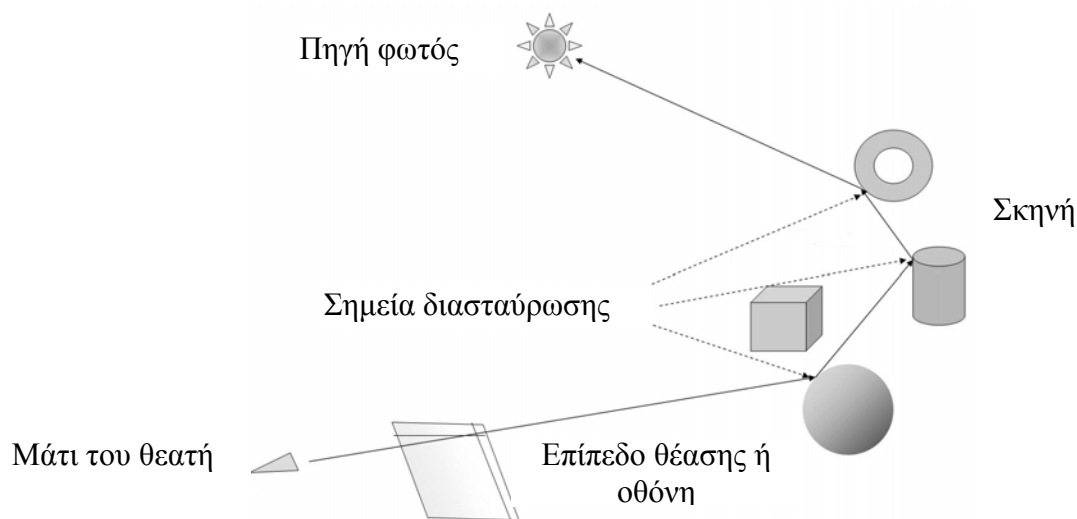 Πηγή φωτός
Σκηνή
Σημεία διασταύρωσης
Μάτι του θεατή
Επίπεδο θέασης ή
οθόνη